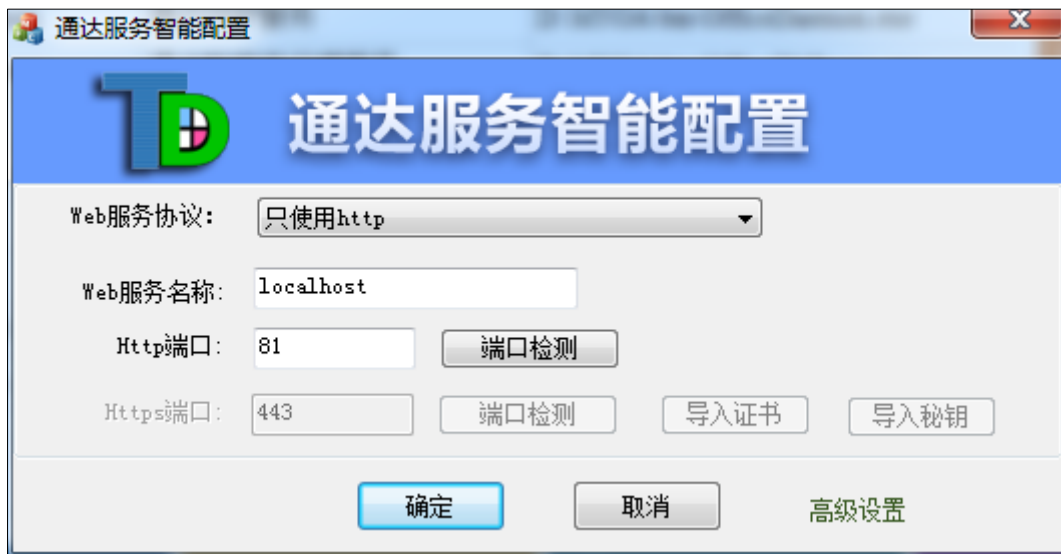 通达服务智能配置
TD 通达服务智能配置
Web服务协议: 只使用http
Web服务名称: localhost
Http端口: 81 端口检测
Https端口: 443 端口检测 导入证书 导入秘钥
确定 取消 高级设置